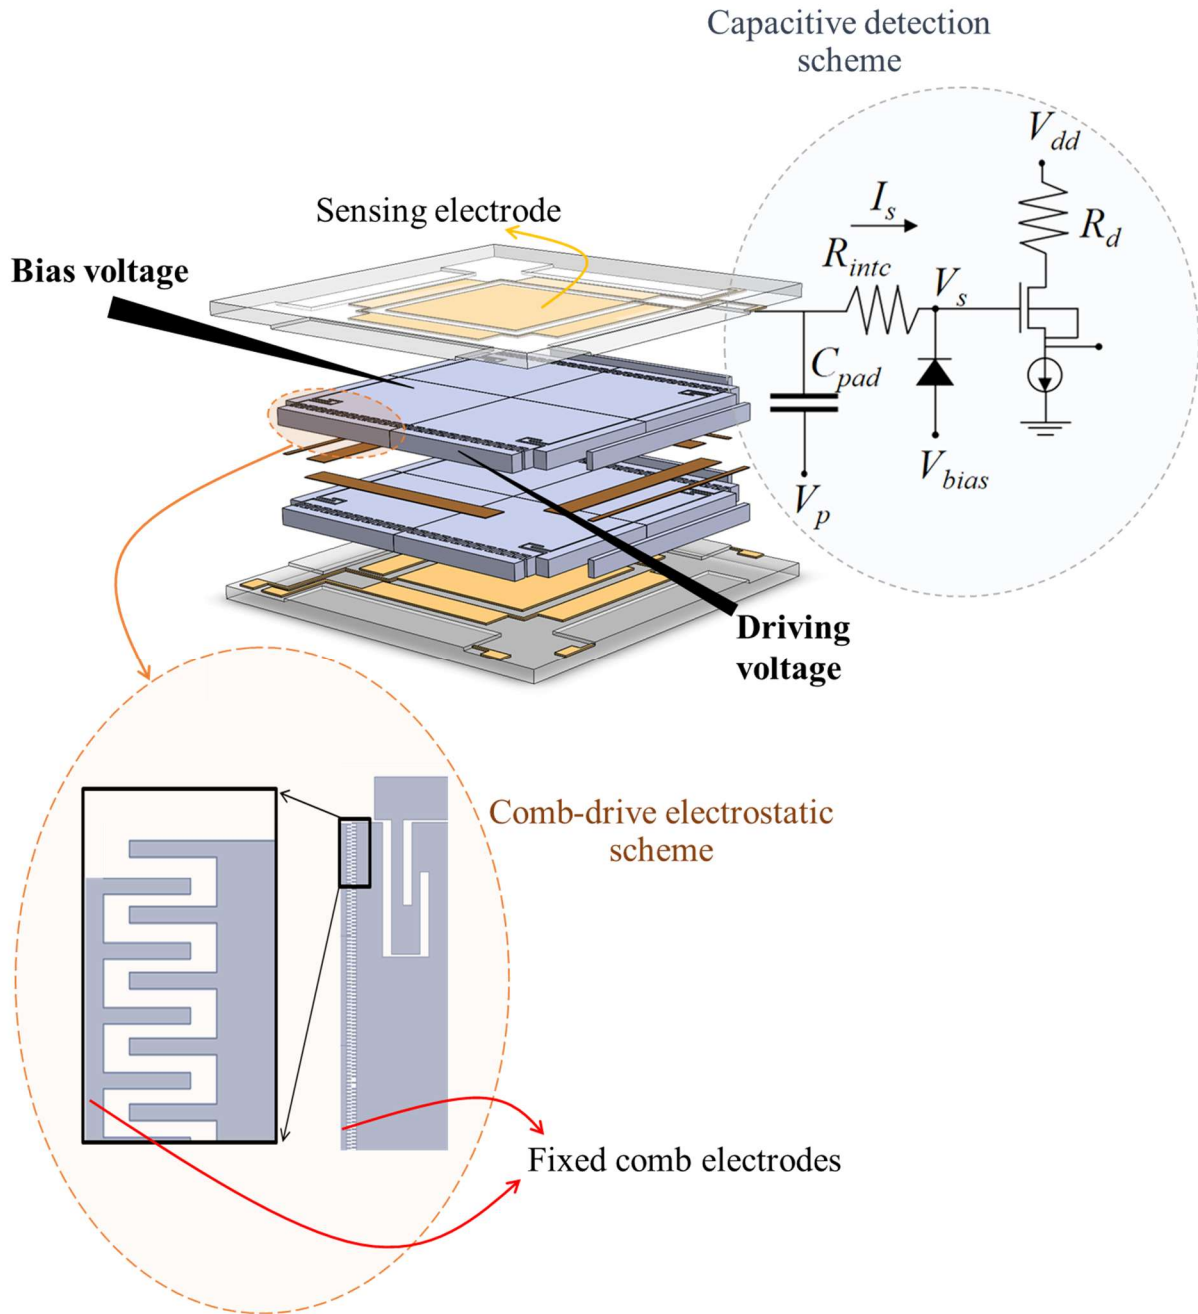 Capacitive detection
scheme
V_dd
Sensing electrode
I_s
R_d
Bias voltage
R_intc
V_s
C_pad
V_bias
V_p
Driving
voltage
Comb-drive electrostatic
scheme
Fixed comb electrodes